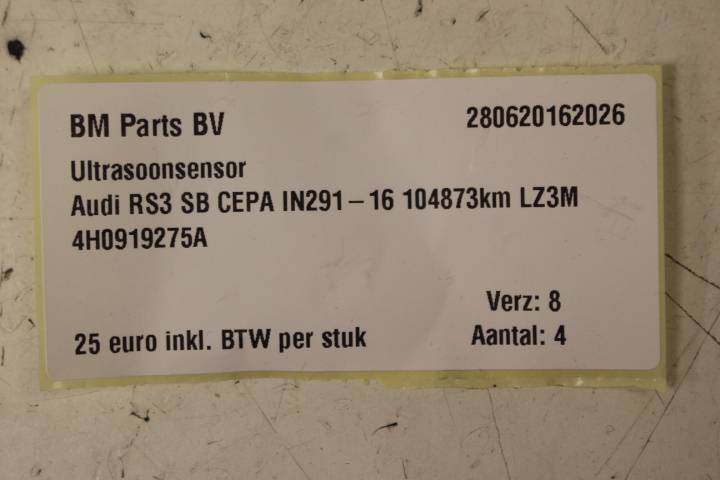 BM Parts BV 280620162026
Ultrasoonsensor
Audi RS3 SB CEPA IN291-16 104873km LZ3M
4H0919275A
Verz: 8
25 euro inkl. BTW per stuk Aantal: 4